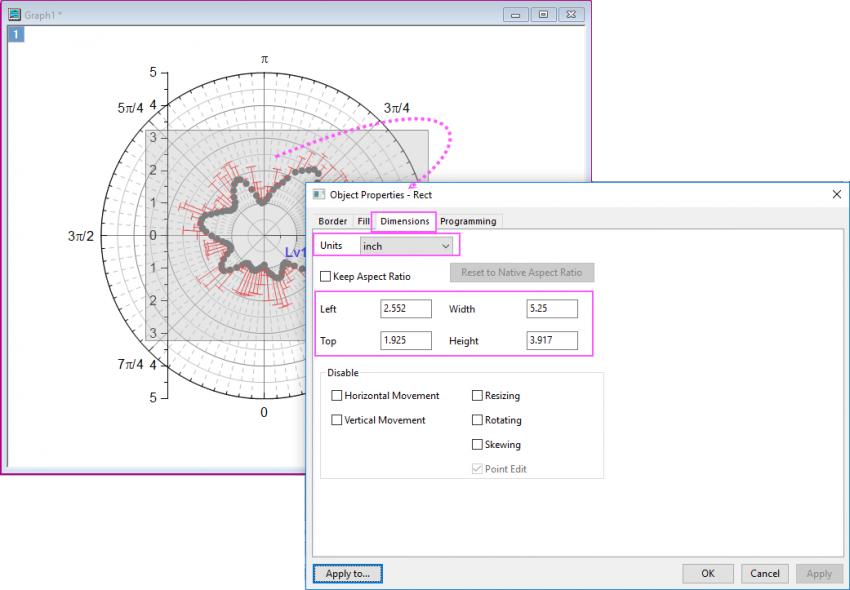 Graph1 *
1
π
5
5π/4
4
3π/4
3
2
1
3π/2
0
Lv1
1
2
3
7π/4
4
5
0
Object Properties - Rect
Border Fill Dimensions Programming
Units inch
Keep Aspect Ratio Reset to Native Aspect Ratio
Left 2.552 Width 5.25
Top 1.925 Height 3.917
Disable
Horizontal Movement Resizing
Vertical Movement Rotating
Skewing
Point Edit
Apply to... OK Cancel Apply